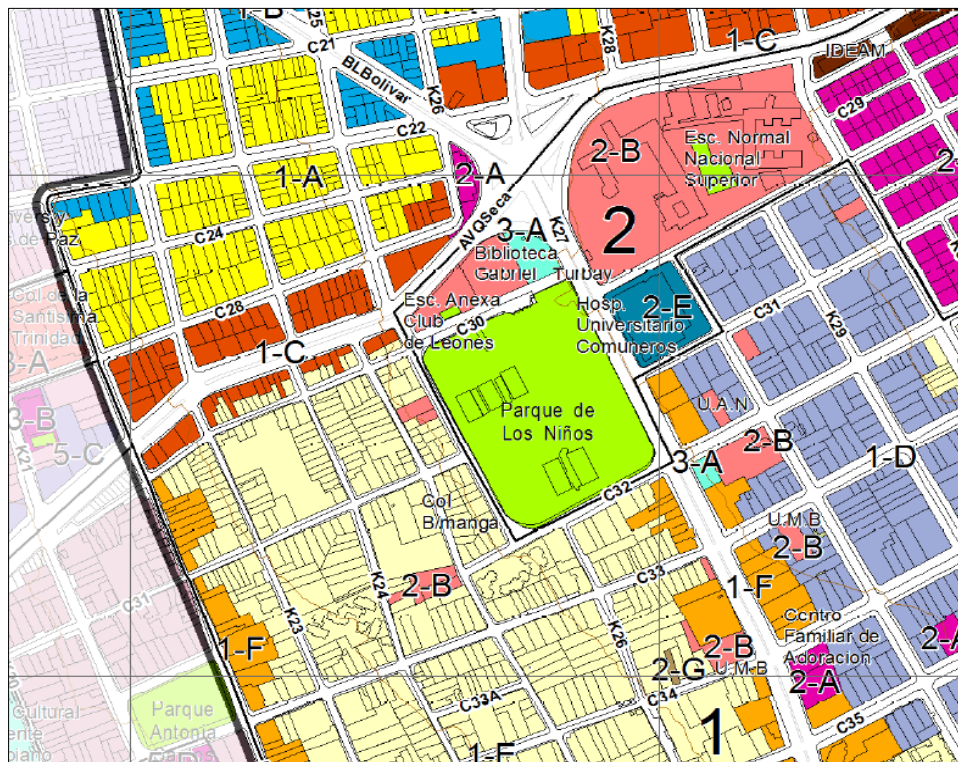 1-B
K25
C21
BLBolivar
K26
K28
1-C
IDEAM
C29
C22
2-B
Esc. Normal
Nacional
Superior
1-A
2-A
AVQSeca
K27
3-A
2
Biblioteca
Gabriel Turbay
de Paz
C24
Col de la
Santisima
Trinidad
3-A
C28
Esc. Anexa
Club
de Leones
C30
Hosp.
Universitario
Comuneros
2-E
C31
K29
1-C
3-B
K21
5-C
Parque de
Los Niños
U.A.N
2-B
3-A
1-D
C32
Col
B/manga
U.M.B
2-B
C31
K24
2-B
C33
1-F
K23
K26
Centro
Familiar de
Adoracion
1-F
2-B
U.M.B
2-G
2-A
C33A
C34
1
C35
Cultural
Parque
Antonia